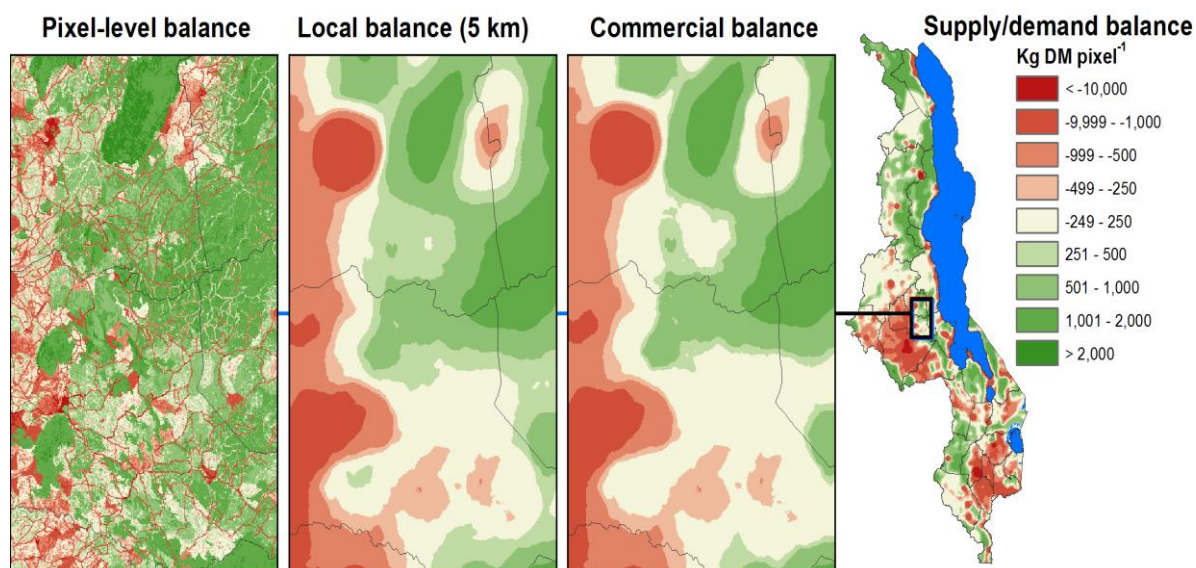 Pixel-level balance
Local balance (5 km)
Commercial balance
Supply/demand balance
Kg DM pixel-1
< -10,000
-9,999 - -1,000
-999 - -500
-499 - -250
-249 - 250
251 - 500
501 - 1,000
1,001 - 2,000
> 2,000